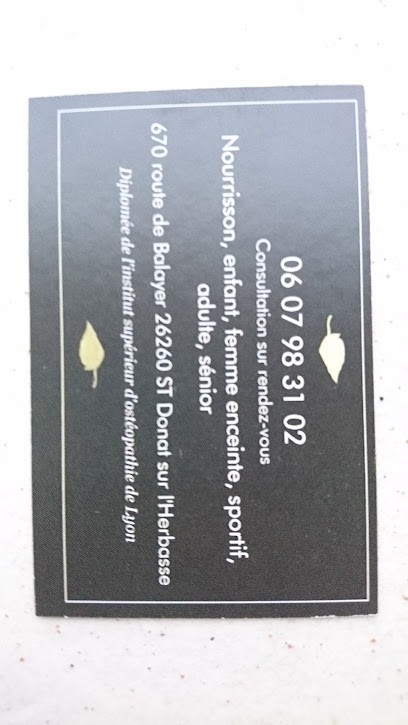 06 07 98 31 02
Consultation sur rendez-vous
Nourrisson, enfant, femme enceinte, sportif,
adulte, sénior
670 route de Balayer 26260 ST Donat sur l'Herbasse
Diplomée de l'institut supérieur d'ostéopathie de Lyon